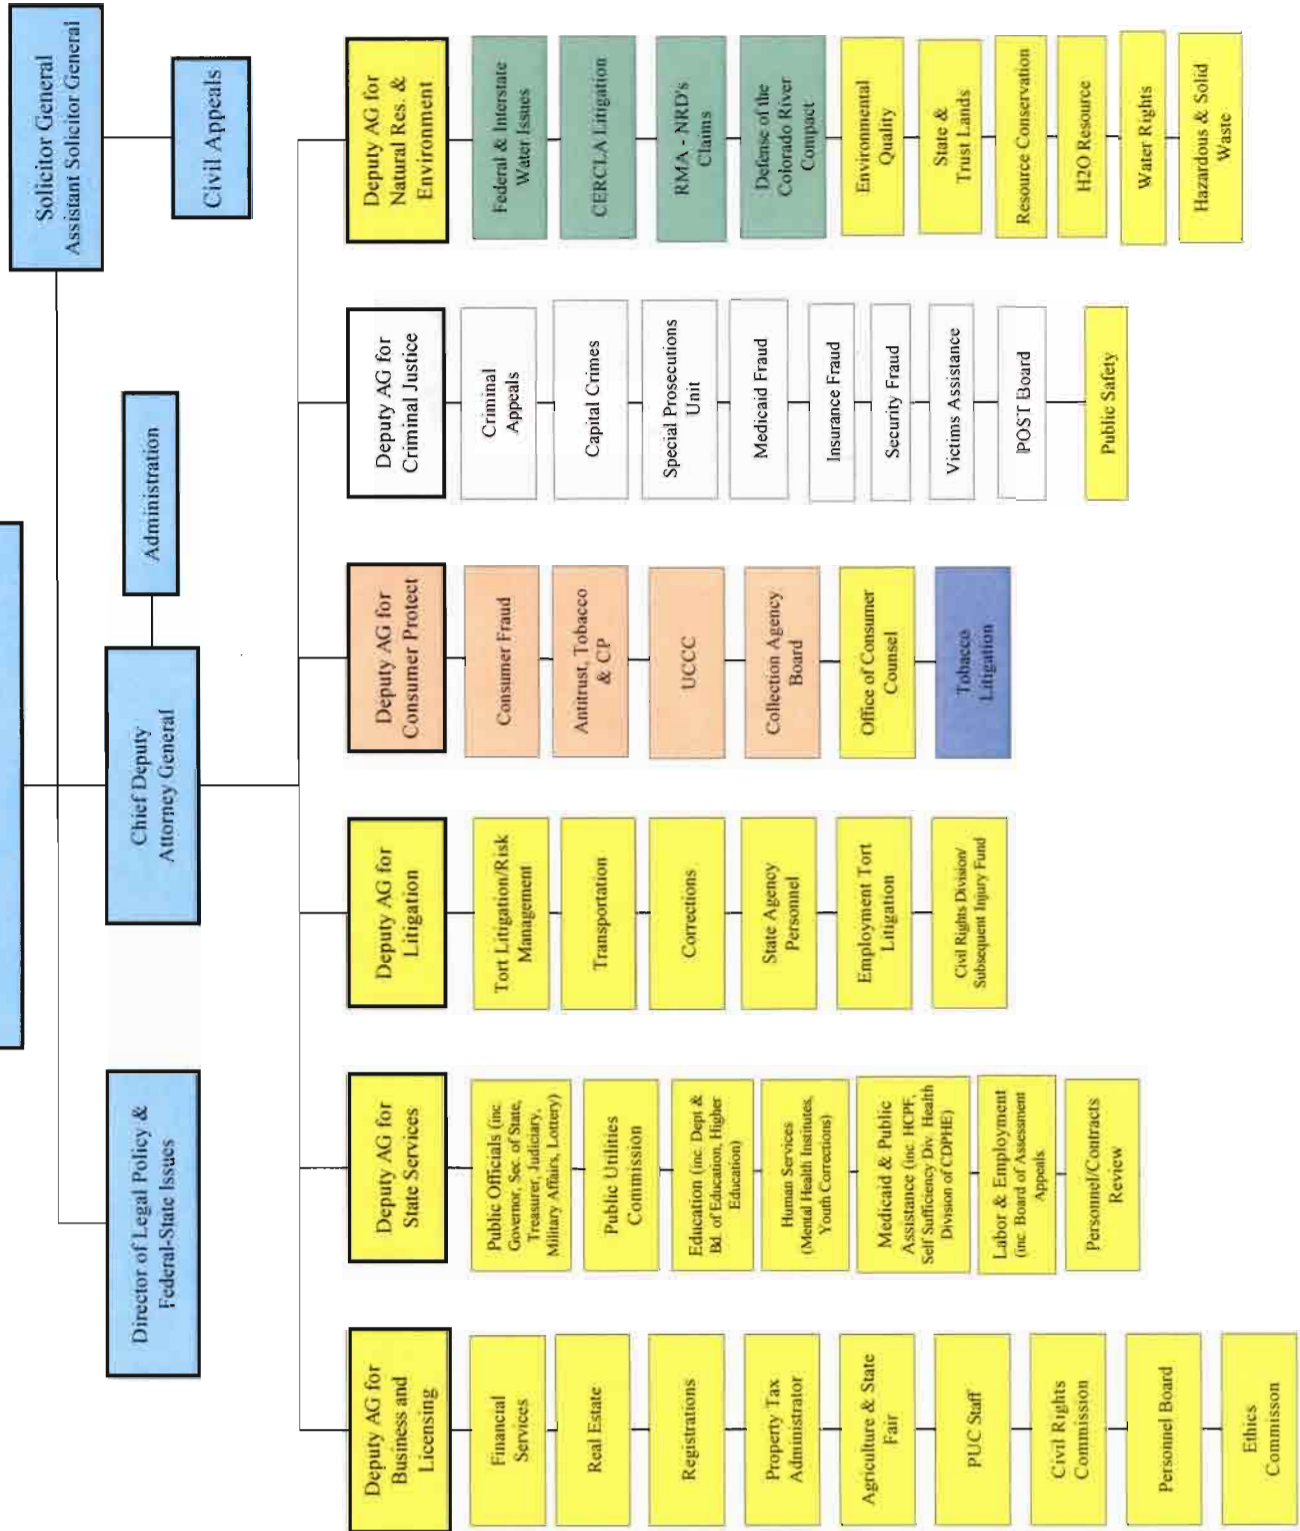 Solicitor General
Assistant Solicitor General
Civil Appeals
Administration
Chief Deputy
Attorney General
Director of Legal Policy &
Federal-State Issues
Deputy AG for
Business and
Licensing
Financial
Services
Real Estate
Registrations
Property Tax
Administrator
Agriculture & State
Fair
PUC Staff
Civil Rights
Commission
Personnel Board
Ethics
Commisson
Deputy AG for
State Services
Public Officials (inc.
Governor, Sec. of State,
Treasurer, Judiciary,
Military Affairs, Lottery)
Public Utilities
Commission
Education (inc. Dept &
Bd. of Education, Higher
Education)
Human Services
(Mental Health Institutes,
Youth Corrections)
Medicaid & Public
Assistance (inc. HCPF,
Self Sufficiency Div. Health
Division of CDPHE)
Labor & Employment
(inc. Board of Assessment
Appeals
Personnel/Contracts
Review
Deputy AG for
Litigation
Tort Litigation/Risk
Management
Transportation
Corrections
State Agency
Personnel
Employment Tort
Litigation
Civil Rights Division/
Subsequent Injury Fund
Deputy AG for
Consumer Protect
Consumer Fraud
Antitrust, Tobacco
& CP
UCCC
Collection Agency
Board
Office of Consumer
Counsel
Tobacco
Litigation
Deputy AG for
Criminal Justice
Criminal
Appeals
Capital Crimes
Special Prosecutions
Unit
Medicaid Fraud
Insurance Fraud
Security Fraud
Victims Assistance
POST Board
Public Safety
Deputy AG for
Natural Res. &
Environment
Federal & Interstate
Water Issues
CERCLA Litigation
RMA - NRD's
Claims
Defense of the
Colorado River
Compact
Environmental
Quality
State &
Trust Lands
Resource Conservation
H2O Resource
Water Rights
Hazardous & Solid
Waste